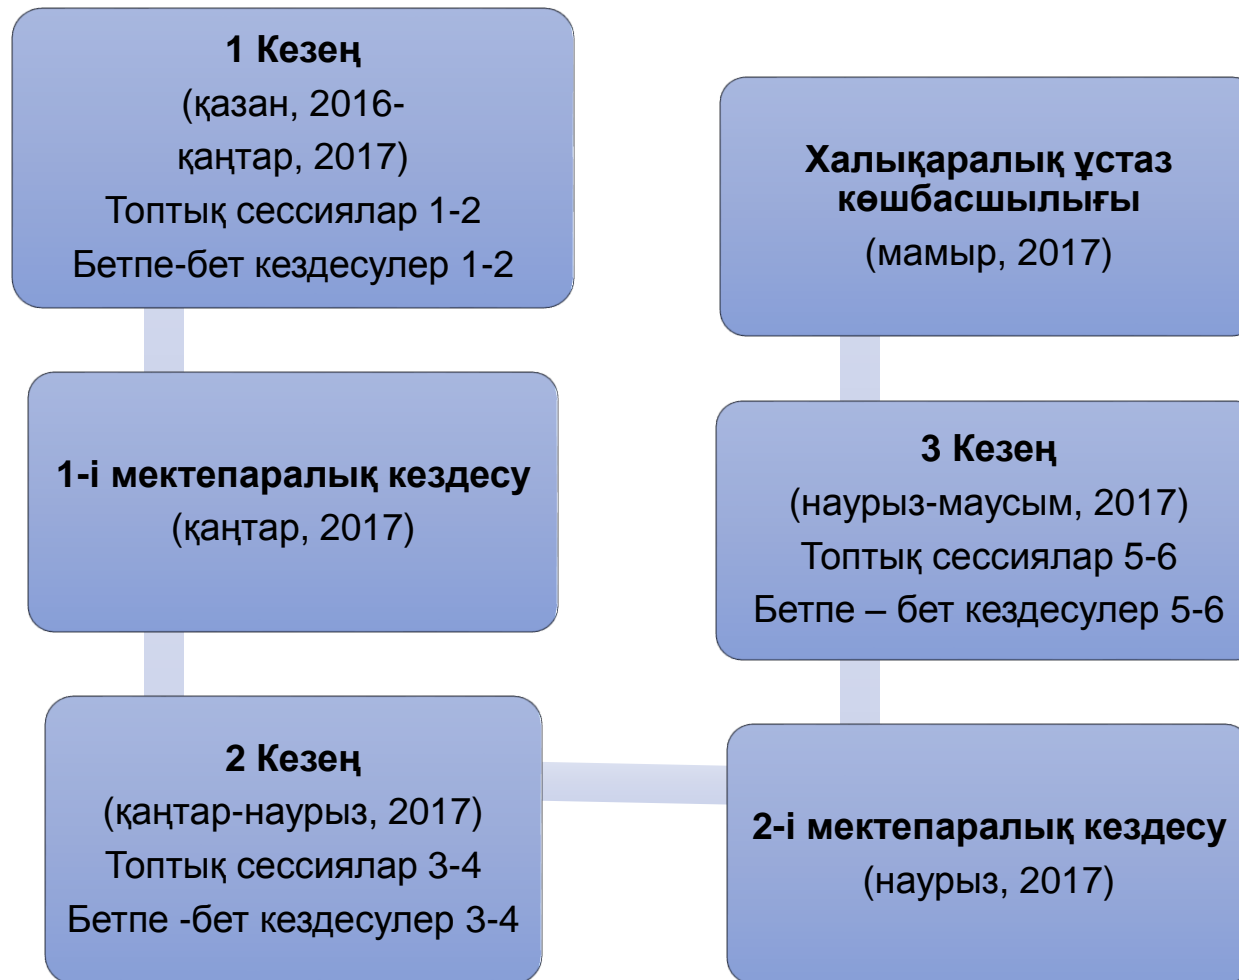 1 Кезең
(қазан, 2016-
қаңтар, 2017)
Топтық сессиялар 1-2
Бетпе-бет кездесулер 1-2
1-і мектепаралық кездесу
(қаңтар, 2017)
2 Кезең
(қаңтар-наурыз, 2017)
Топтық сессиялар 3-4
Бетпе -бет кездесулер 3-4
2-і мектепаралық кездесу
(наурыз, 2017)
3 Кезең
(наурыз-маусым, 2017)
Топтық сессиялар 5-6
Бетпе – бет кездесулер 5-6
Халықаралық ұстаз
көшбасшылығы
(мамыр, 2017)